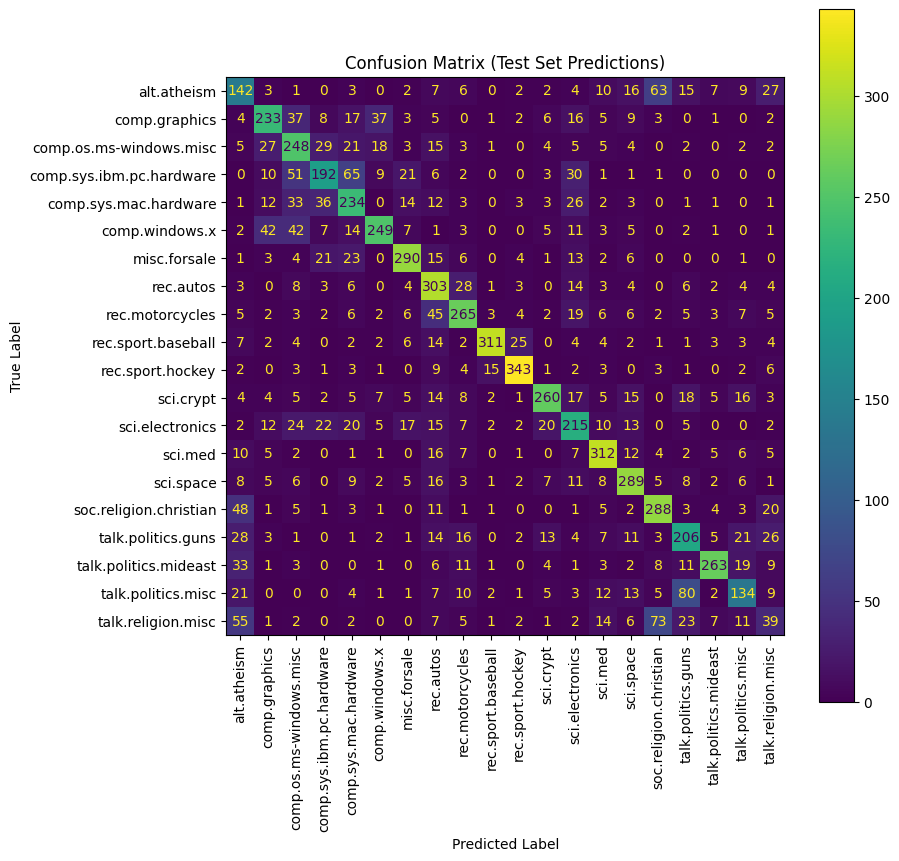 Confusion Matrix (Test Set Predictions)
True Label
alt.atheism 142 3 1 0 3 0 2 7 6 0 2 2 4 10 16 63 15 7 9 27
comp.graphics 4 233 37 8 17 37 3 5 0 1 2 6 16 5 9 3 0 1 0 2
comp.os.ms-windows.misc 5 27 248 29 21 18 3 15 3 1 0 4 5 5 4 0 2 0 2 2
comp.sys.ibm.pc.hardware 0 10 51 192 65 9 21 6 2 0 0 3 30 1 1 1 0 0 0 0
comp.sys.mac.hardware 1 12 33 36 234 0 14 12 3 0 3 3 26 2 3 0 1 1 0 1
comp.windows.x 2 42 42 7 14 249 7 1 3 0 0 5 11 3 5 0 2 1 0 1
misc.forsale 1 3 4 21 23 0 290 15 6 0 4 1 13 2 6 0 0 0 1 0
rec.autos 3 0 8 3 6 0 4 303 28 1 3 0 14 3 4 0 6 2 4 4
rec.motorcycles 5 2 3 2 6 2 6 45 265 3 4 2 19 6 6 2 5 3 7 5
rec.sport.baseball 7 2 4 0 2 2 6 14 2 311 25 0 4 4 2 1 1 3 3 4
rec.sport.hockey 2 0 3 1 3 1 0 9 4 15 343 1 3 0 2 3 1 0 2 6
sci.crypt 4 4 5 2 5 7 5 14 8 2 1 260 17 5 15 0 18 5 16 3
sci.electronics 2 12 24 22 20 5 17 15 7 2 2 20 215 10 13 0 5 0 0 2
sci.med 10 5 2 0 1 1 0 16 7 0 1 0 7 312 12 4 2 5 6 5
sci.space 8 5 6 0 9 2 5 16 3 1 2 7 11 8 289 5 8 2 6 1
soc.religion.christian 48 1 5 1 3 1 0 11 1 1 0 0 1 5 2 288 3 4 3 20
talk.politics.guns 28 3 1 0 1 2 1 14 16 0 2 13 4 7 11 3 206 5 21 26
talk.politics.mideast 33 1 3 0 0 1 0 6 11 1 0 4 1 3 2 8 11 263 19 9
talk.politics.misc 21 0 0 0 4 1 1 7 10 2 1 5 3 12 13 5 80 2 134 9
talk.religion.misc 55 1 2 0 2 0 0 7 5 1 2 1 2 14 6 73 23 7 11 39
alt.atheism
comp.graphics
comp.os.ms-windows.misc
comp.sys.ibm.pc.hardware
comp.sys.mac.hardware
comp.windows.x
misc.forsale
rec.autos
rec.motorcycles
rec.sport.baseball
rec.sport.hockey
sci.crypt
sci.electronics
sci.med
sci.space
soc.religion.christian
talk.politics.guns
talk.politics.mideast
talk.politics.misc
talk.religion.misc
Predicted Label
300
250
200
150
100
50
0